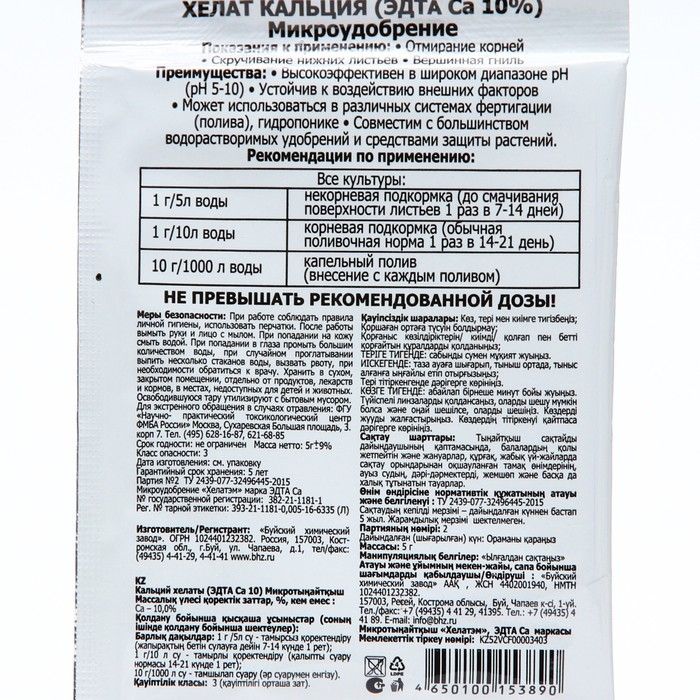 ХЕЛАТ КАЛЬЦИЯ (ЭДТА Ca 10%)
Микроудобрение
Показания к применению: • Отмирание корней
• Скручивание нижних листьев • Вершинная гниль
Преимущества: • Высокоэффективен в широком диапазоне pH
(pH 5-10) • Устойчик к воздействию внешних факторов
• Может использоваться в различных системах фертигации
(полива), гидропонике • Совместим с большинством
водорастворимых удобрений и средствами защиты растений.
Рекомендации по применению:
Все культуры:
1 г/5л воды
некорневая подкормка (до смачивания
поверхности листьев 1 раз в 7-14 дней)
1 г/10л воды
корневая подкормка (обычная
поливочная норма 1 раз в 14-21 день)
10 г/1000 л воды
капельный полив
(внесение с каждым поливом)
НЕ ПРЕВЫШАТЬ РЕКОМЕНДОВАННОЙ ДОЗЫ!
Меры безопасности: При работе соблюдать правила
личной гигиены, использовать перчатки. После работы
вымыть руки и лицо с мылом. При попадании на кожу
смыть водой. При попадании в глаза промыть большим
количеством воды, при случайном проглатывании
выпить несколько стаканов воды, вызвать рвоту, при
необходимости обратиться к врачу. Хранить в сухом,
закрытом помещении, отдельно от продуктов, лекарств
и кормов, в местах, недоступных для детей и животных.
Освободившуюся тару утилизируют с бытовым мусором.
Для экстренного обращения в случаях отравления: ФГУ
«Научно- практический токсикологический центр
ФМБА России» Москва, Сухаревская Большая площадь, 3
корп 7. Тел. (495) 628-16-87, 621-68-85
Срок годности: не ограничен Масса нетто: 5г±9%
Класс опасности: 3
Дата изготовления: см. упаковку
Гарантийный срок хранения: 5 лет
Партия №2 ТУ 2439-077-32496445-2015
Микроудобрение «Хелатэм» марка ЭДТА Ca
№ государственной регистрации: 382-21-1181-1
Рег. № тарной этикетки: 393-21-1181-0,005-16-6335 (Л)
Изготовитель/Регистрант: «Буйский химический
завод». ОГРН 1024401232382. Россия, 157003, Кост-
ромская обл., г.Буй, ул. Чапаева, д.1, тел/факс:
(49435) 4-41-29, 4-41-41 www.bhz.ru
KZ
Кальций хелаты (ЭДТА Ca 10) Микротыңайтқыш
Массалық үлесі қоректік заттар, %, кем емес :
Ca – 10,0%
Қолдану бойынша қысқаша ұсыныстар (соның
ішінде қолдану бойынша шектеулер):
Барлық дақылдар: 1 г/5л су - тамырсыз қоректендіру
(жапырақтың бетін сулауға дейін 7-14 күнде 1 рет)
1 г/10 л су - тамырды қоректендіру (қалыпты суару
нормасы 14-21 күнде 1 рет);
10 г/1000 л су - тамшылап суару (әр суарумен енгізу)
Қауіптілік класы: 3 (қауіптілігі орташа зат).
Қауіпсіздік шаралары: Көз, тері мен киімге тигізбеңіз;
Қоршаған ортаға түсуін болдырмау;
Қорғаныс кезілдіріктерін/ киімді/ қолғап пен бетті
қорғайтын құралдарды қолданыңыз;
ТЕРІГЕ ТИГЕНДЕ: сабынды сумен мұқият жуыңыз.
ИІСКЕГЕНДЕ: таза ауаға шығарып, тыныш ортада, тыныс
алғанға ыңғайлы етіп отырғызыңыз;
Тері тітіркенгенде дәрігерге көрініңіз.
КӨЗГЕ ТИГЕНДЕ: абайлап бірнеше минут бойы жуыңыз.
Түйіспелі линзаларды қолдансаңыз, оларды шешу мүмкін
болса және оңай шешілсе, оларды шешіңіз. Көздерді
жууды жалғастырыңыз. Көздердің тітіркенуі қайтпаса
дәрігерге көрініңіз.
Сақтау шарттары: Тыңайтқыш сақтайды
дайындаушының қаптамасында, балалардың қолы
жетпейтін және жануарлар, құрғақ, жабық үй-жайларда
сақтау орындарынан оқшауланған тамақ өнімдерінің,
ауыз судың, дәрі-дәрмектерді, жемшөп және басқа да
халық тұтынатын тауарлар.
Өнім өндірісіне нормативтік құжатының атауы
және белгіленуі : ТУ 2439-077-32496445-2015
Сақтаудың кепілді мерзімі – дайындалған күннен бастап
5 жыл. Жарамдылық мерзімі шектелмеген.
Партияның нөмірі: 2
Дайындалған (шығарылған) күн: Орамын қараңыз.
Массасы: 5 г
Манипуляциялық белгілер: «Ылғалдан сақтаңыз»
Атауы және ұйымның мекен-жайы, сапа бойынша
шағымдарды қабылдаушы/Өндіруші : «Буйский
химический завод» ААҚ , ЖСН 4402001940, НМТН
1024401232382.
157003, Ресей, Кострома облысы, Буй, Чапаев к-сі, 1-үй.
Тел./факс: +7 (49435) 4 41 29, 41395. Тел.: +7 (49435) 4
41 89 E-mail: info@bhz.ru
Микротыңайтқыш «Хелатэм», ЭДТА Ca маркасы
Мемлекеттік тіркеу нөмірі: KZ52VCF00003403
LDPE
4 650100 153890